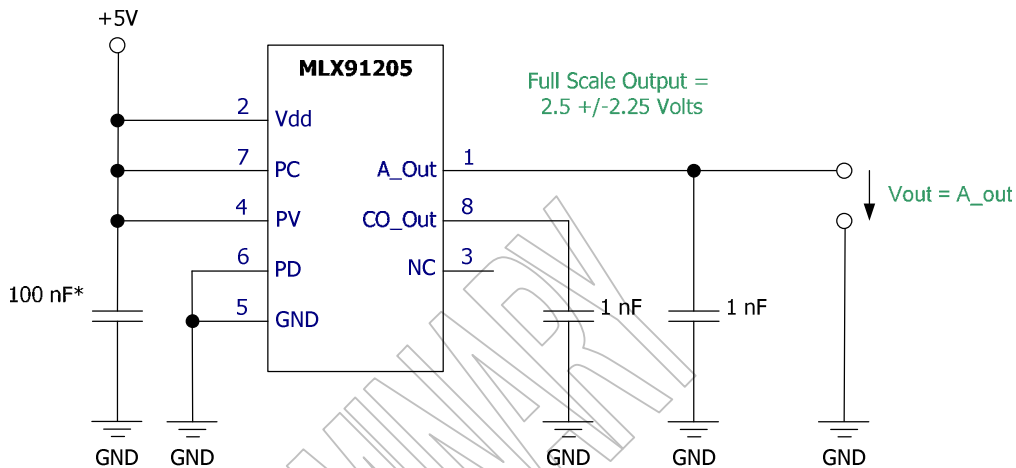 +5V
MLX91205
Full Scale Output =
2.5 +/-2.25 Volts
2 Vdd
7 PC
A_Out 1
Vout = A_out
4 PV
CO_Out 8
6 PD
NC 3
100 nF*
5 GND
1 nF
1 nF
GND
GND
GND
GND
GND
MINARY